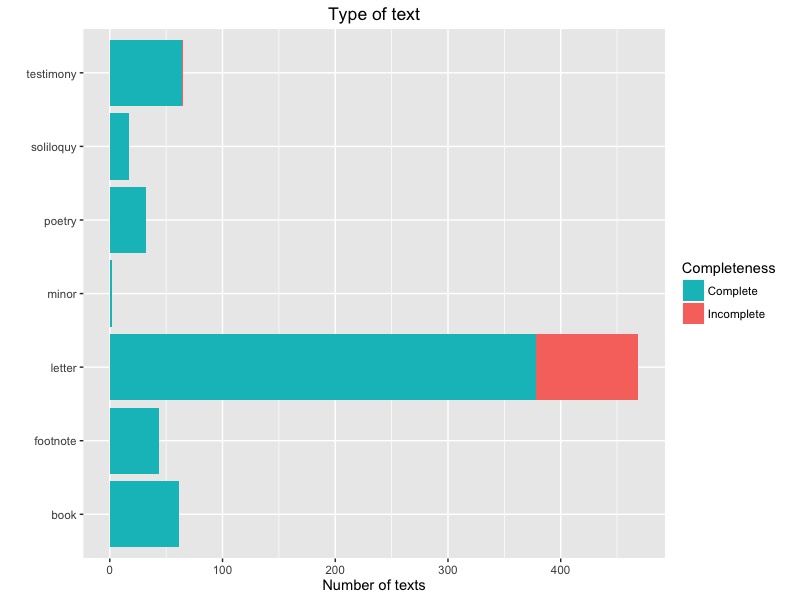 Type of text
testimony
soliloquy
poetry
minor
letter
footnote
book
0 100 200 300 400
Number of texts
Completeness
Complete
Incomplete